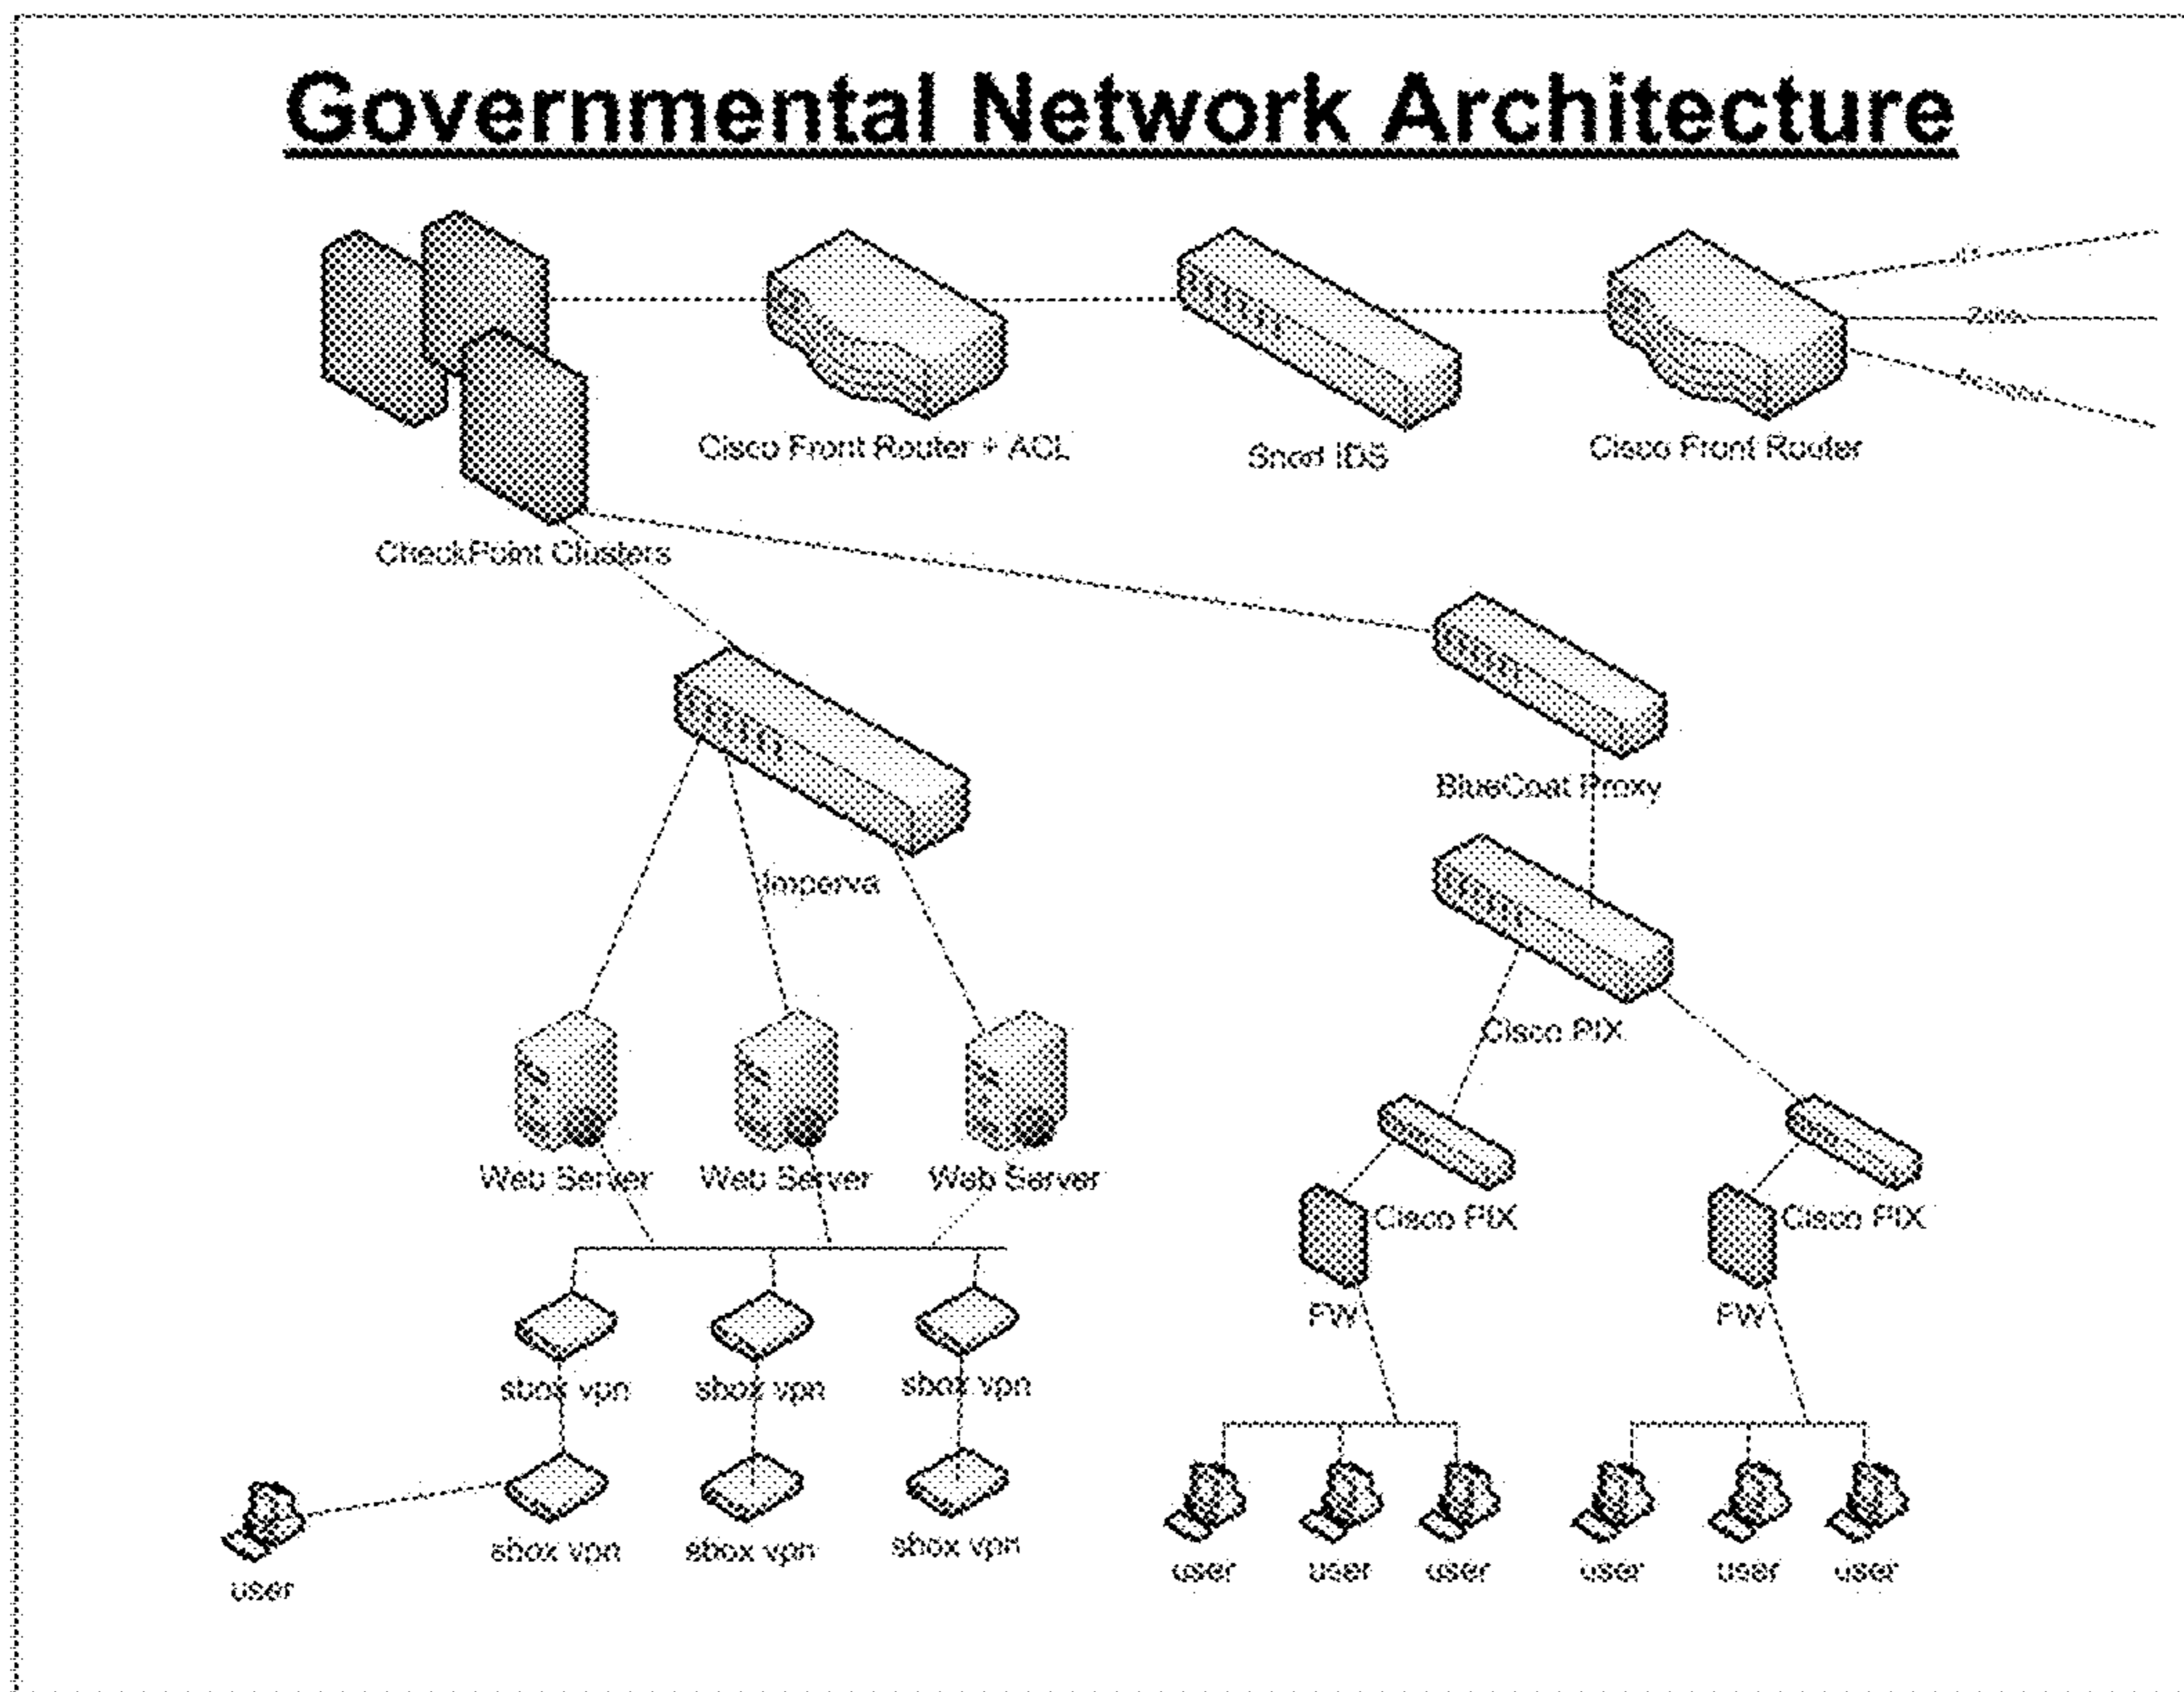 Governmental Network Architecture
Cisco Front Router + ACL
Snort IDS
Cisco Front Router
CheckPoint Clusters
BlueCoat Proxy
Imperva
Cisco PIX
Web Server
Web Server
Web Server
Cisco PIX
Cisco PIX
FW
FW
sbox vpn
sbox vpn
sbox vpn
sbox vpn
sbox vpn
sbox vpn
user
user
user
user
user
user
user